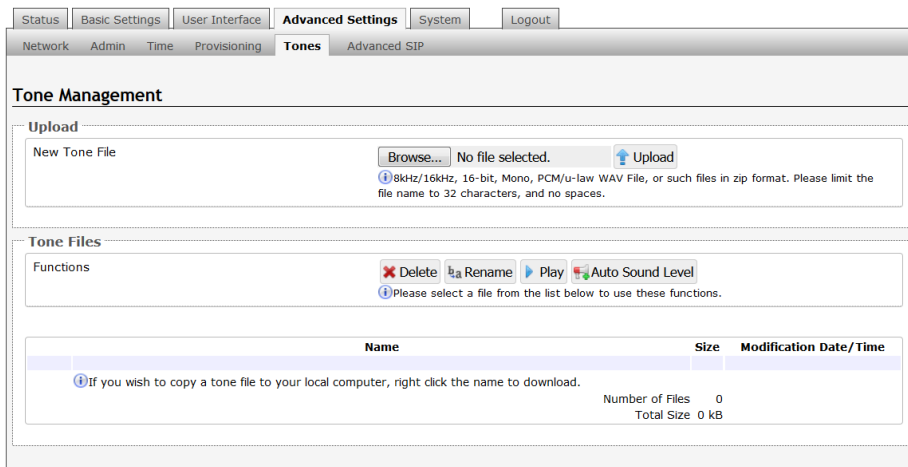 Status Basic Settings User Interface Advanced Settings System Logout
Network Admin Time Provisioning Tones Advanced SIP
Tone Management
Upload
New Tone File
Browse... No file selected. Upload
8kHz/16kHz, 16-bit, Mono, PCM/u-law WAV File, or such files in zip format. Please limit the
file name to 32 characters, and no spaces.
Tone Files
Functions
Delete Rename Play Auto Sound Level
Please select a file from the list below to use these functions.
Name Size Modification Date/Time
If you wish to copy a tone file to your local computer, right click the name to download.
Number of Files 0
Total Size 0 kB